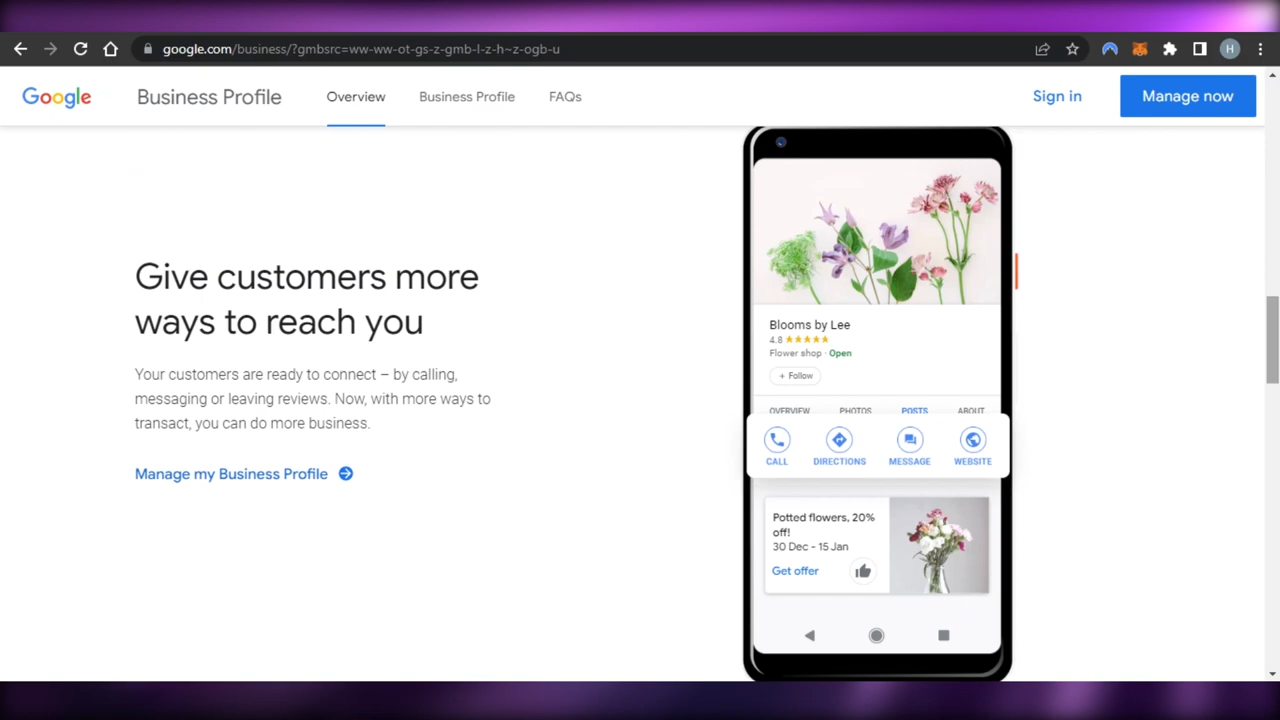 google.com/business/?gmbsrc=ww-ww-ot-gs-z-gmb-l-z-h~z-ogb-u
H
Google Business Profile Overview Business Profile FAQs Sign in Manage now
Give customers more
ways to reach you
Your customers are ready to connect – by calling,
messaging or leaving reviews. Now, with more ways to
transact, you can do more business.
Manage my Business Profile
Blooms by Lee
4.8
Flower shop · Open
+ Follow
OVERVIEW PHOTOS POSTS ABOUT
CALL DIRECTIONS MESSAGE WEBSITE
Potted flowers, 20%
off!
30 Dec - 15 Jan
Get offer